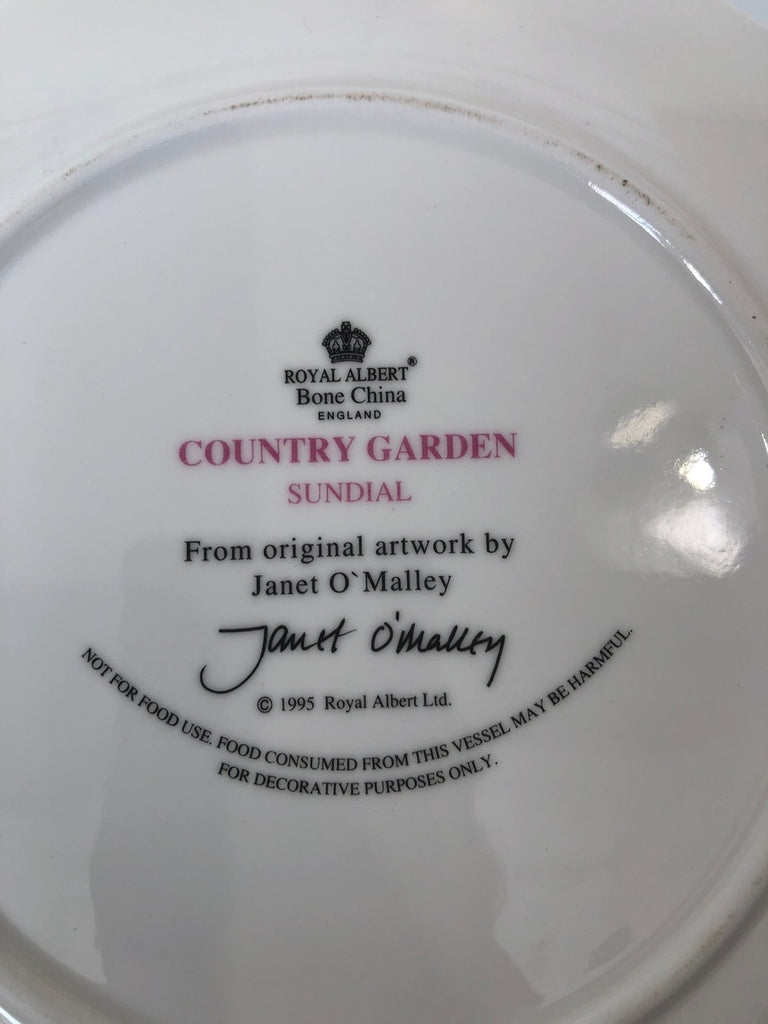 ROYAL ALBERT®
Bone China
ENGLAND
COUNTRY GARDEN
SUNDIAL
From original artwork by
Janet O`Malley
Janet O'Malley
© 1995 Royal Albert Ltd.
NOT FOR FOOD USE. FOOD CONSUMED FROM THIS VESSEL MAY BE HARMFUL.
FOR DECORATIVE PURPOSES ONLY.